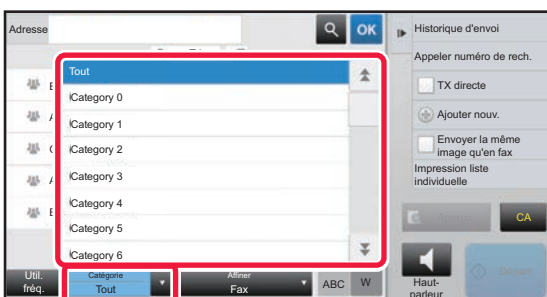 Adresse
OK
Historique d'envoi
Appeler numéro de rech.
TX directe
Ajouter nouv.
Envoyer la même
image qu'en fax
Impression liste
individuelle
Tout
Category 0
Category 1
Category 2
Category 3
Category 4
Category 5
Category 6
CA
Util.
fréq.
Catégorie
Tout
Affiner
Fax
ABC
W
Haut-
parleur
Départ